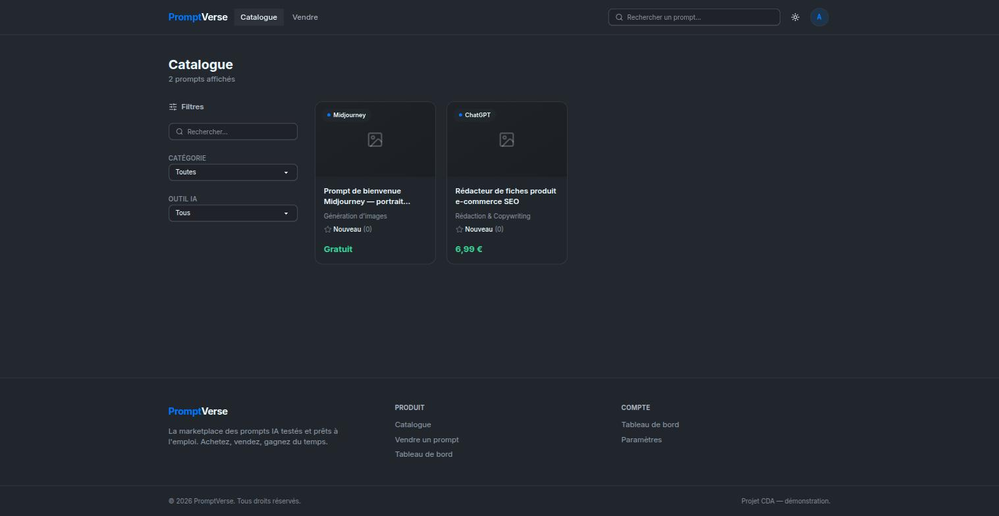 PromptVerse
Catalogue
Vendre
Rechercher un prompt...
A
Catalogue
2 prompts affichés
Filtres
Rechercher...
CATÉGORIE
Toutes
OUTIL IA
Tous
Midjourney
Prompt de bienvenue
Midjourney — portrait...
Génération d'images
Nouveau (0)
Gratuit
ChatGPT
Rédacteur de fiches produit
e-commerce SEO
Rédaction & Copywriting
Nouveau (0)
6,99 €
PromptVerse
La marketplace des prompts IA testés et prêts à
l'emploi. Achetez, vendez, gagnez du temps.
PRODUIT
Catalogue
Vendre un prompt
Tableau de bord
COMPTE
Tableau de bord
Paramètres
© 2026 PromptVerse. Tous droits réservés.
Projet CDA — démonstration.